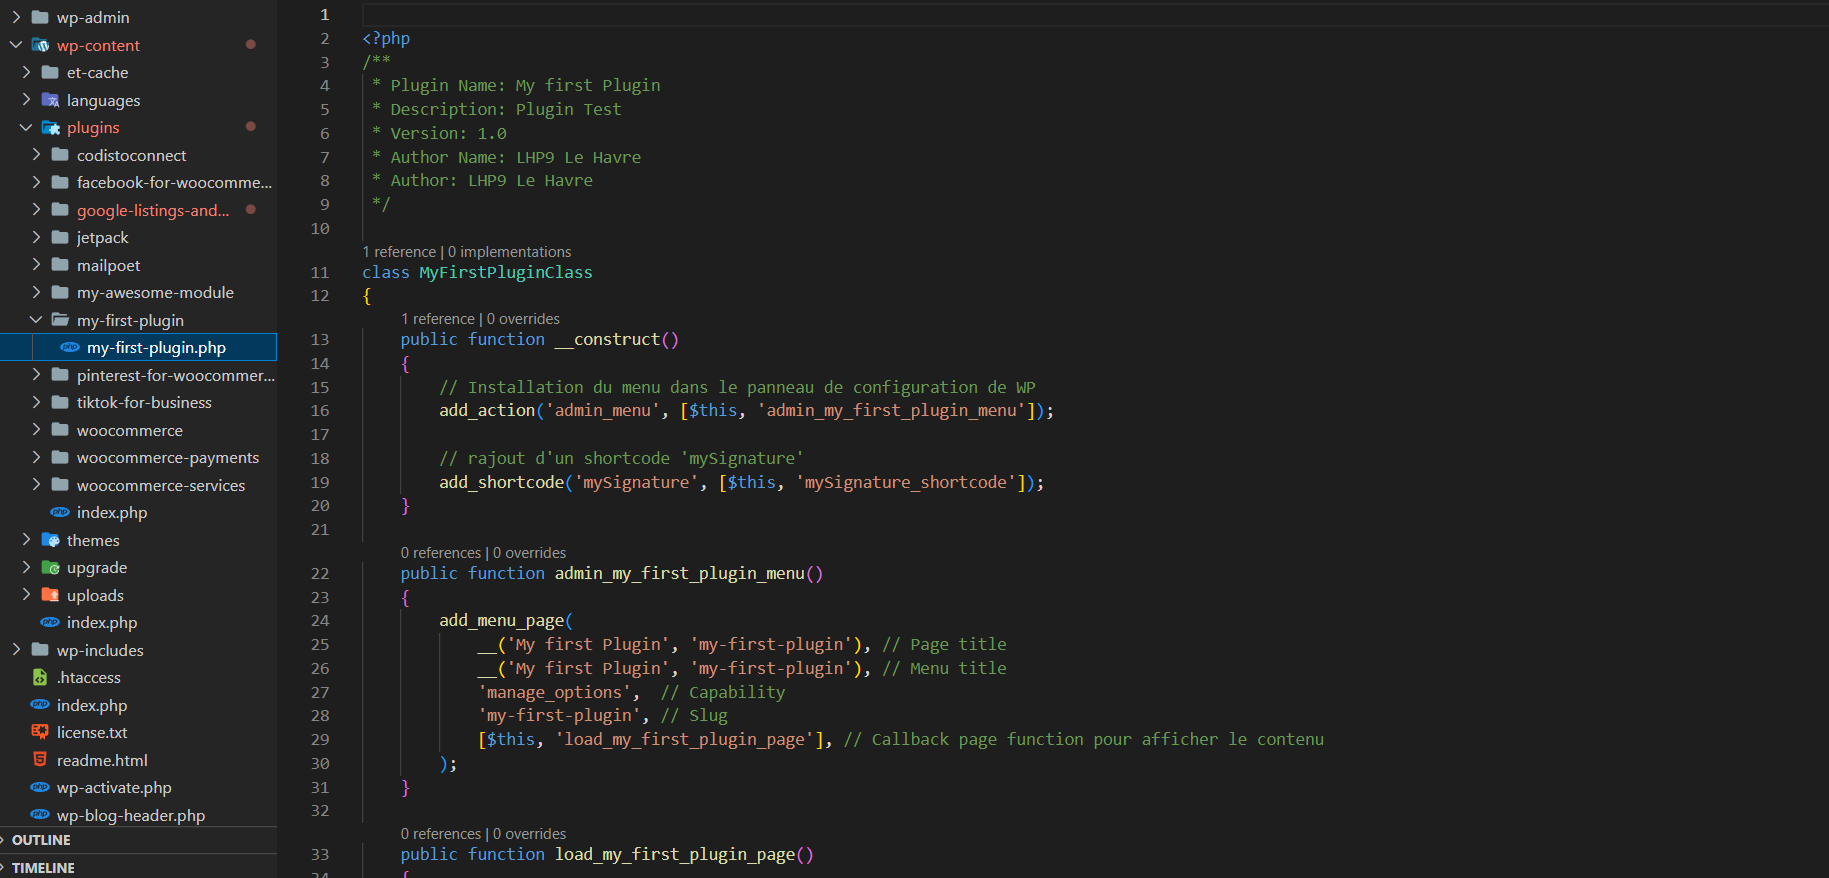 wp-admin
wp-content
et-cache
languages
plugins
codistoconnect
facebook-for-woocomme...
google-listings-and...
jetpack
mailpoet
my-awesome-module
my-first-plugin
my-first-plugin.php
pinterest-for-woocommer...
tiktok-for-business
woocommerce
woocommerce-payments
woocommerce-services
index.php
themes
upgrade
uploads
index.php
wp-includes
.htaccess
index.php
license.txt
readme.html
wp-activate.php
wp-blog-header.php
OUTLINE
TIMELINE
1
2 <?php
3 /**
4 * Plugin Name: My first Plugin
5 * Description: Plugin Test
6 * Version: 1.0
7 * Author Name: LHP9 Le Havre
8 * Author: LHP9 Le Havre
9 */
10
1 reference | 0 implementations
11 class MyFirstPluginClass
12 {
1 reference | 0 overrides
13 public function __construct()
14 {
15 // Installation du menu dans le panneau de configuration de WP
16 add_action('admin_menu', [$this, 'admin_my_first_plugin_menu']);
17
18 // rajout d'un shortcode 'mySignature'
19 add_shortcode('mySignature', [$this, 'mySignature_shortcode']);
20 }
21
0 references | 0 overrides
22 public function admin_my_first_plugin_menu()
23 {
24 add_menu_page(
25 __('My first Plugin', 'my-first-plugin'), // Page title
26 __('My first Plugin', 'my-first-plugin'), // Menu title
27 'manage_options', // Capability
28 'my-first-plugin', // Slug
29 [$this, 'load_my_first_plugin_page'], // Callback page function pour afficher le contenu
30 );
31 }
32
0 references | 0 overrides
33 public function load_my_first_plugin_page()
34 {